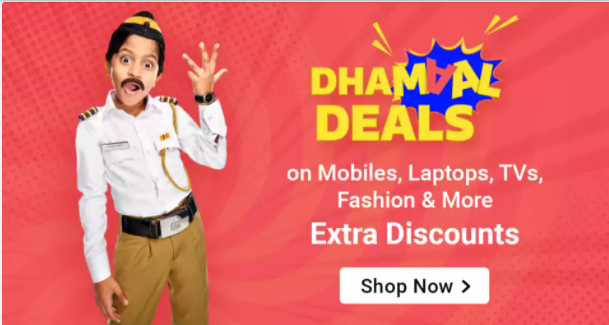 DHAMAAL
DEALS
on Mobiles, Laptops, TVs,
Fashion & More
Extra Discounts
Shop Now >